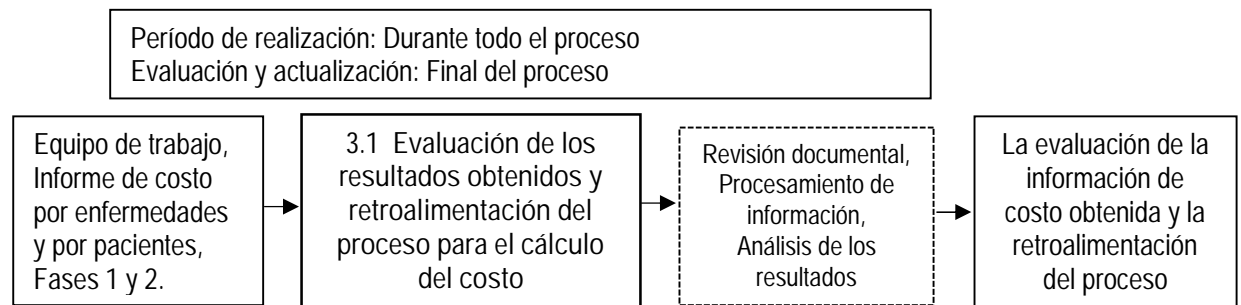 Período de realización: Durante todo el proceso
Evaluación y actualización: Final del proceso
Equipo de trabajo,
Informe de costo
por enfermedades
y por pacientes,
Fases 1 y 2.
3.1 Evaluación de los
resultados obtenidos y
retroalimentación del
proceso para el cálculo
del costo
Revisión documental,
Procesamiento de
información,
Análisis de los
resultados
La evaluación de la
información de
costo obtenida y la
retroalimentación
del proceso